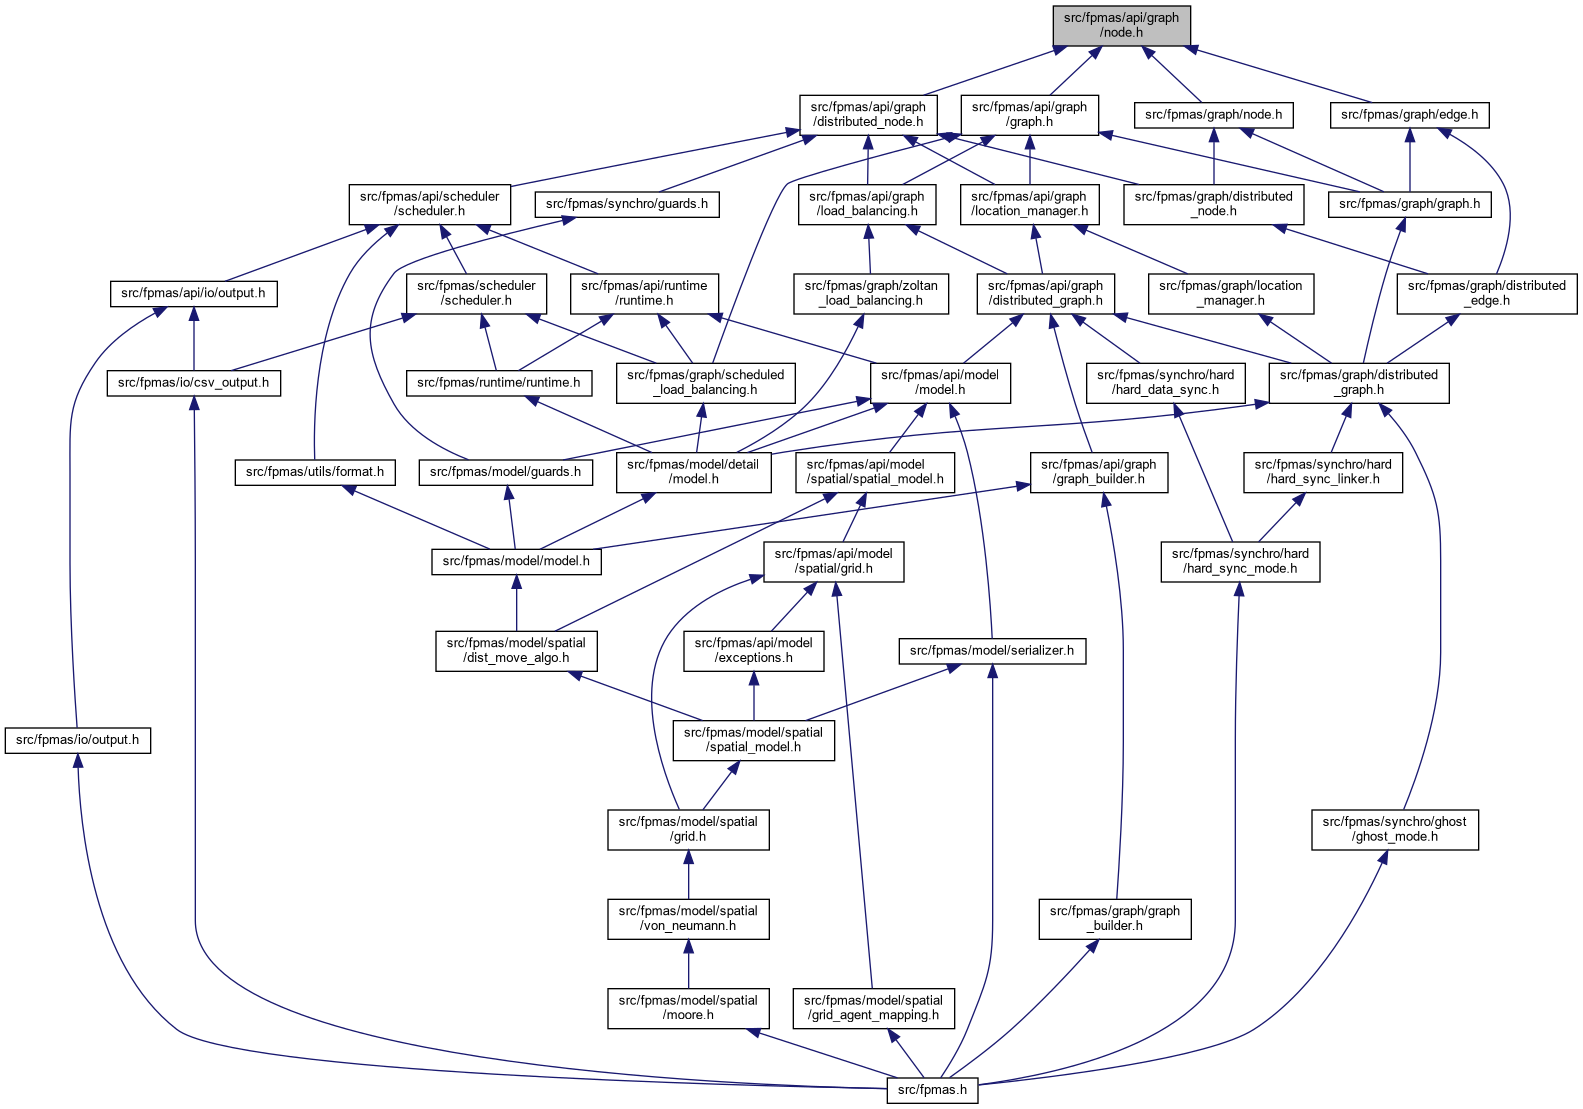 src/fpmas/api/graph
/node.h
src/fpmas/api/graph
/distributed_node.h
src/fpmas/api/graph
/graph.h
src/fpmas/graph/node.h
src/fpmas/graph/edge.h
src/fpmas/api/scheduler
/scheduler.h
src/fpmas/synchro/guards.h
src/fpmas/api/graph
/load_balancing.h
src/fpmas/api/graph
/location_manager.h
src/fpmas/graph/distributed
_node.h
src/fpmas/graph/graph.h
src/fpmas/api/io/output.h
src/fpmas/scheduler
/scheduler.h
src/fpmas/api/runtime
/runtime.h
src/fpmas/graph/zoltan
_load_balancing.h
src/fpmas/api/graph
/distributed_graph.h
src/fpmas/graph/location
_manager.h
src/fpmas/graph/distributed
_edge.h
src/fpmas/io/csv_output.h
src/fpmas/runtime/runtime.h
src/fpmas/graph/scheduled
_load_balancing.h
src/fpmas/api/model
/model.h
src/fpmas/synchro/hard
/hard_data_sync.h
src/fpmas/graph/distributed
_graph.h
src/fpmas/utils/format.h
src/fpmas/model/guards.h
src/fpmas/model/detail
/model.h
src/fpmas/api/model
/spatial/spatial_model.h
src/fpmas/api/graph
/graph_builder.h
src/fpmas/synchro/hard
/hard_sync_linker.h
src/fpmas/model/model.h
src/fpmas/api/model
/spatial/grid.h
src/fpmas/synchro/hard
/hard_sync_mode.h
src/fpmas/model/spatial
/dist_move_algo.h
src/fpmas/api/model
/exceptions.h
src/fpmas/model/serializer.h
src/fpmas/io/output.h
src/fpmas/model/spatial
/spatial_model.h
src/fpmas/model/spatial
/grid.h
src/fpmas/synchro/ghost
/ghost_mode.h
src/fpmas/model/spatial
/von_neumann.h
src/fpmas/graph/graph
_builder.h
src/fpmas/model/spatial
/moore.h
src/fpmas/model/spatial
/grid_agent_mapping.h
src/fpmas.h